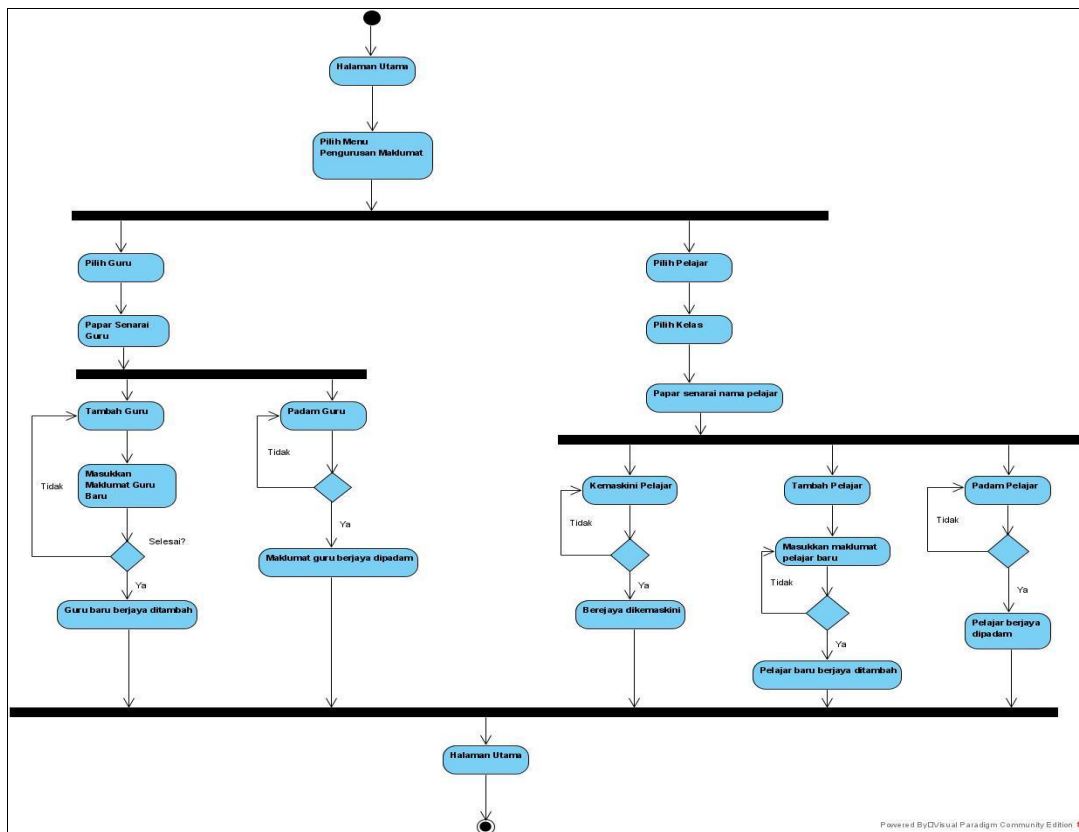 Halaman Utama
Pilih Menu
Pengurusan Maklumat
Pilih Guru
Papar Senarai
Guru
Tambah Guru
Masukkan
Maklumat Guru
Baru
Tidak
Selesai?
Ya
Guru baru berjaya ditambah
Padam Guru
Tidak
Ya
Maklumat guru berjaya dipadam
Pilih Pelajar
Pilih Kelas
Papar senarai nama pelajar
Kemaskini Pelajar
Tidak
Ya
Berejaya dikemaskini
Tambah Pelajar
Masukkan maklumat
pelajar baru
Tidak
Ya
Pelajar baru berjaya ditambah
Padam Pelajar
Tidak
Ya
Pelajar berjaya
dipadam
Halaman Utama
Powered By Visual Paradigm Community Edition